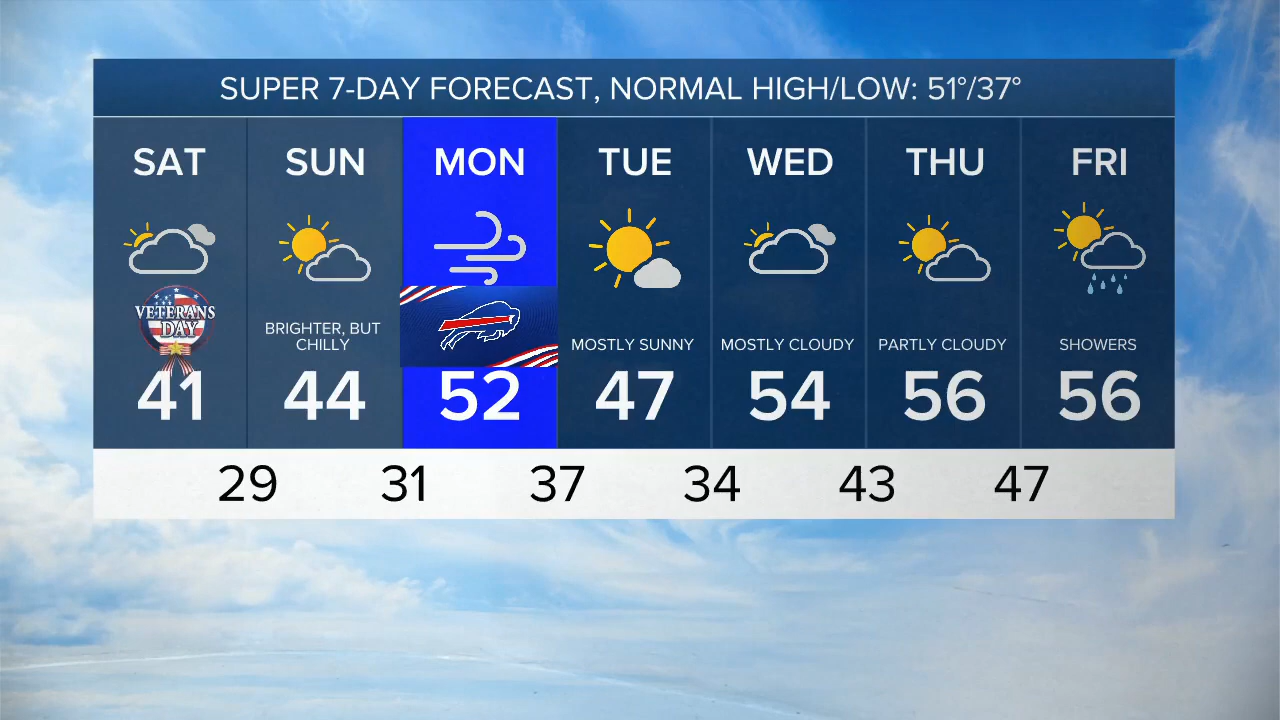 SUPER 7-DAY FORECAST, NORMAL HIGH/LOW: 51°/37°
SAT SUN MON TUE WED THU FRI
VETERANS
DAY
BRIGHTER, BUT
CHILLY
MOSTLY SUNNY
MOSTLY CLOUDY
PARTLY CLOUDY
SHOWERS
41 44 52 47 54 56 56
29 31 37 34 43 47